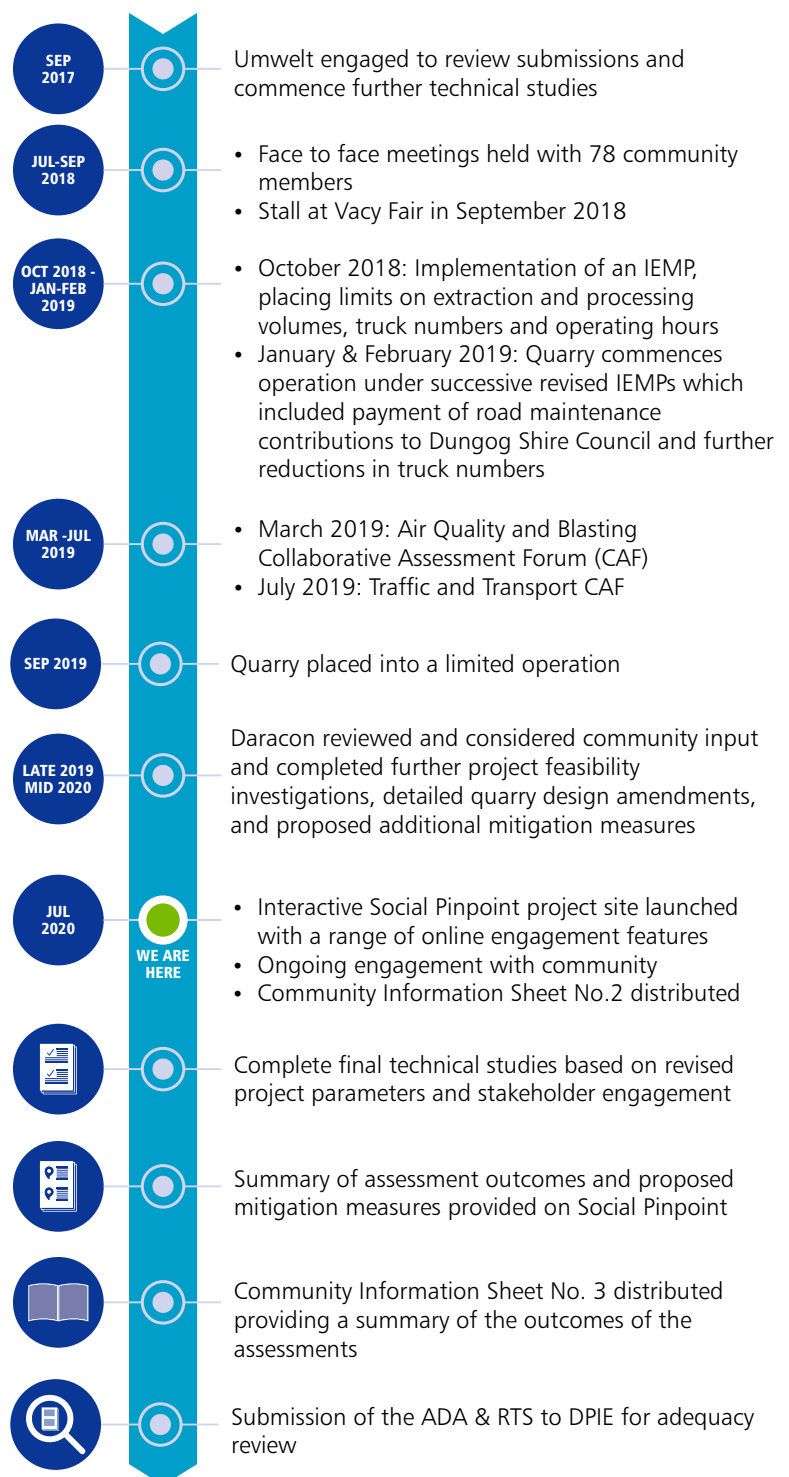 SEP
2017
Umwelt engaged to review submissions and
commence further technical studies
JUL-SEP
2018
• Face to face meetings held with 78 community
members
• Stall at Vacy Fair in September 2018
OCT 2018 -
JAN-FEB
2019
• October 2018: Implementation of an IEMP,
placing limits on extraction and processing
volumes, truck numbers and operating hours
• January & February 2019: Quarry commences
operation under successive revised IEMPs which
included payment of road maintenance
contributions to Dungog Shire Council and further
reductions in truck numbers
MAR -JUL
2019
• March 2019: Air Quality and Blasting
Collaborative Assessment Forum (CAF)
• July 2019: Traffic and Transport CAF
SEP 2019
Quarry placed into a limited operation
LATE 2019
MID 2020
Daracon reviewed and considered community input
and completed further project feasibility
investigations, detailed quarry design amendments,
and proposed additional mitigation measures
JUL
2020
WE ARE
HERE
• Interactive Social Pinpoint project site launched
with a range of online engagement features
• Ongoing engagement with community
• Community Information Sheet No.2 distributed
Complete final technical studies based on revised
project parameters and stakeholder engagement
Summary of assessment outcomes and proposed
mitigation measures provided on Social Pinpoint
Community Information Sheet No. 3 distributed
providing a summary of the outcomes of the
assessments
Submission of the ADA & RTS to DPIE for adequacy
review